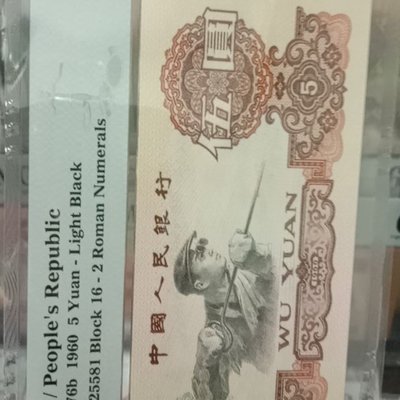 / People's Republic
76b 1960 5 Yuan - Light Black
25581 Block 16 - 2 Roman Numerals
伍圓
5
中國人民銀行
WU YUAN